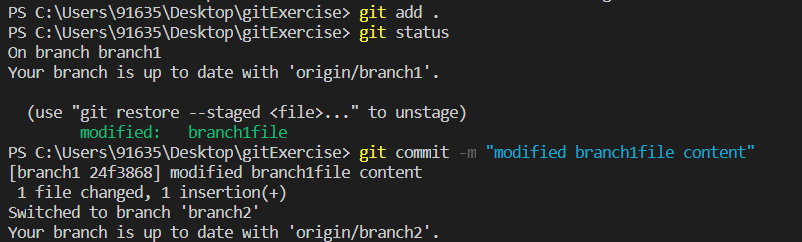 PS C:\Users\91635\Desktop\gitExercise> git add .
PS C:\Users\91635\Desktop\gitExercise> git status
On branch branch1
Your branch is up to date with 'origin/branch1'.
(use "git restore --staged <file>..." to unstage)
modified:   branch1file
PS C:\Users\91635\Desktop\gitExercise> git commit -m "modified branch1file content"
[branch1 24f3868] modified branch1file content
1 file changed, 1 insertion(+)
Switched to branch 'branch2'
Your branch is up to date with 'origin/branch2'.